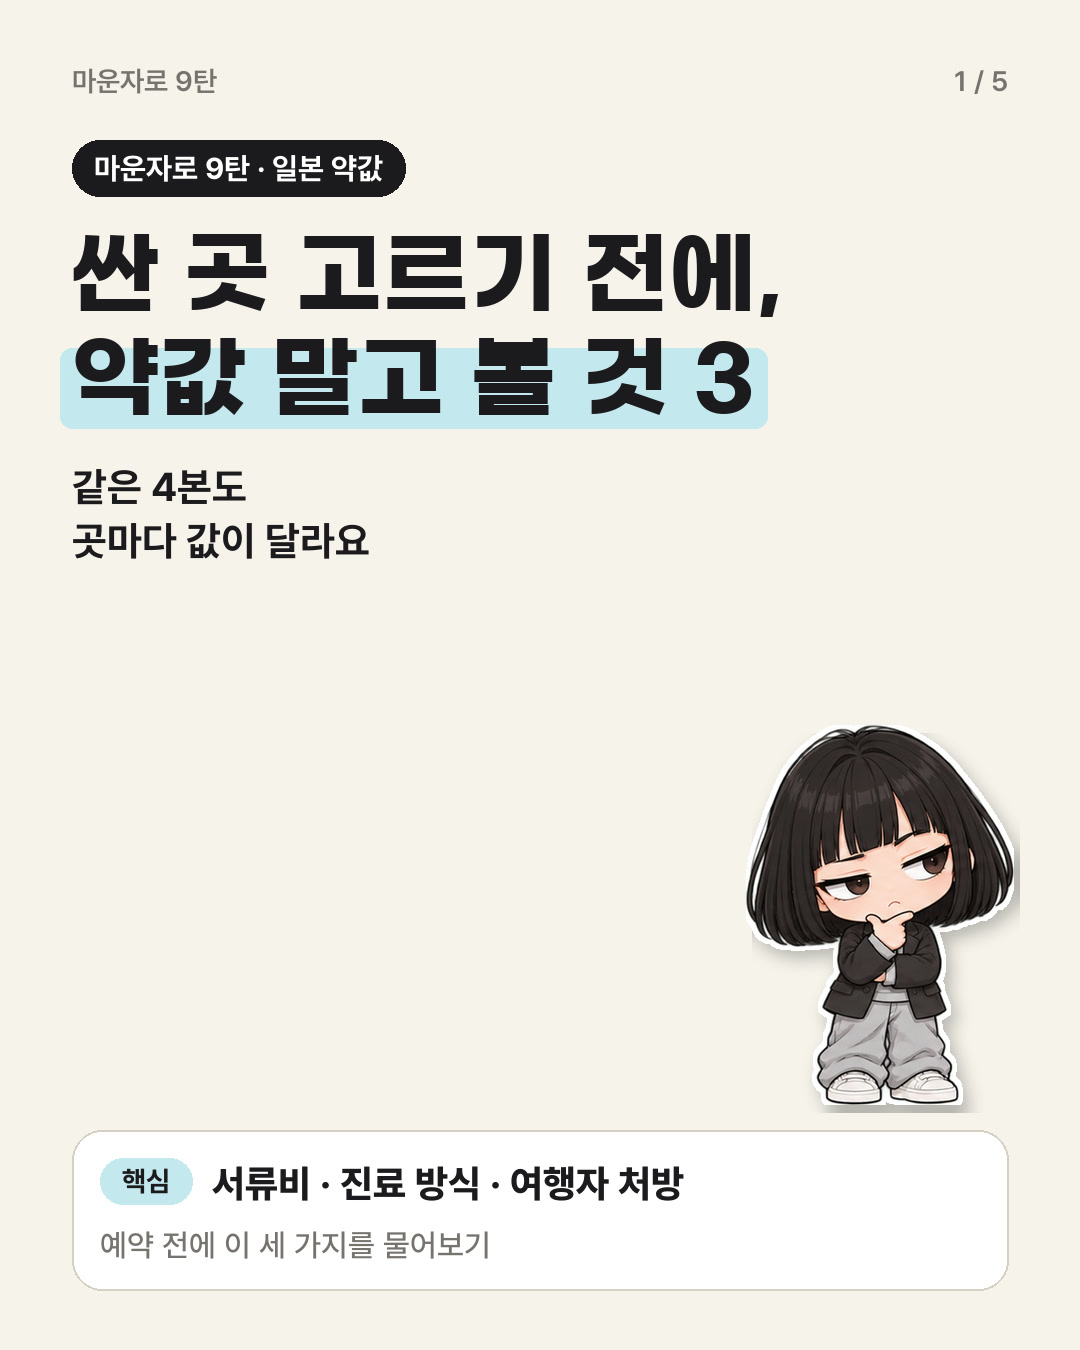 마운자로 9탄
1 / 5
마운자로 9탄 · 일본 약값
싼 곳 고르기 전에,
약값 말고 볼 것 3
같은 4본도
곳마다 값이 달라요
핵심 서류비 · 진료 방식 · 여행자 처방
예약 전에 이 세 가지를 물어보기